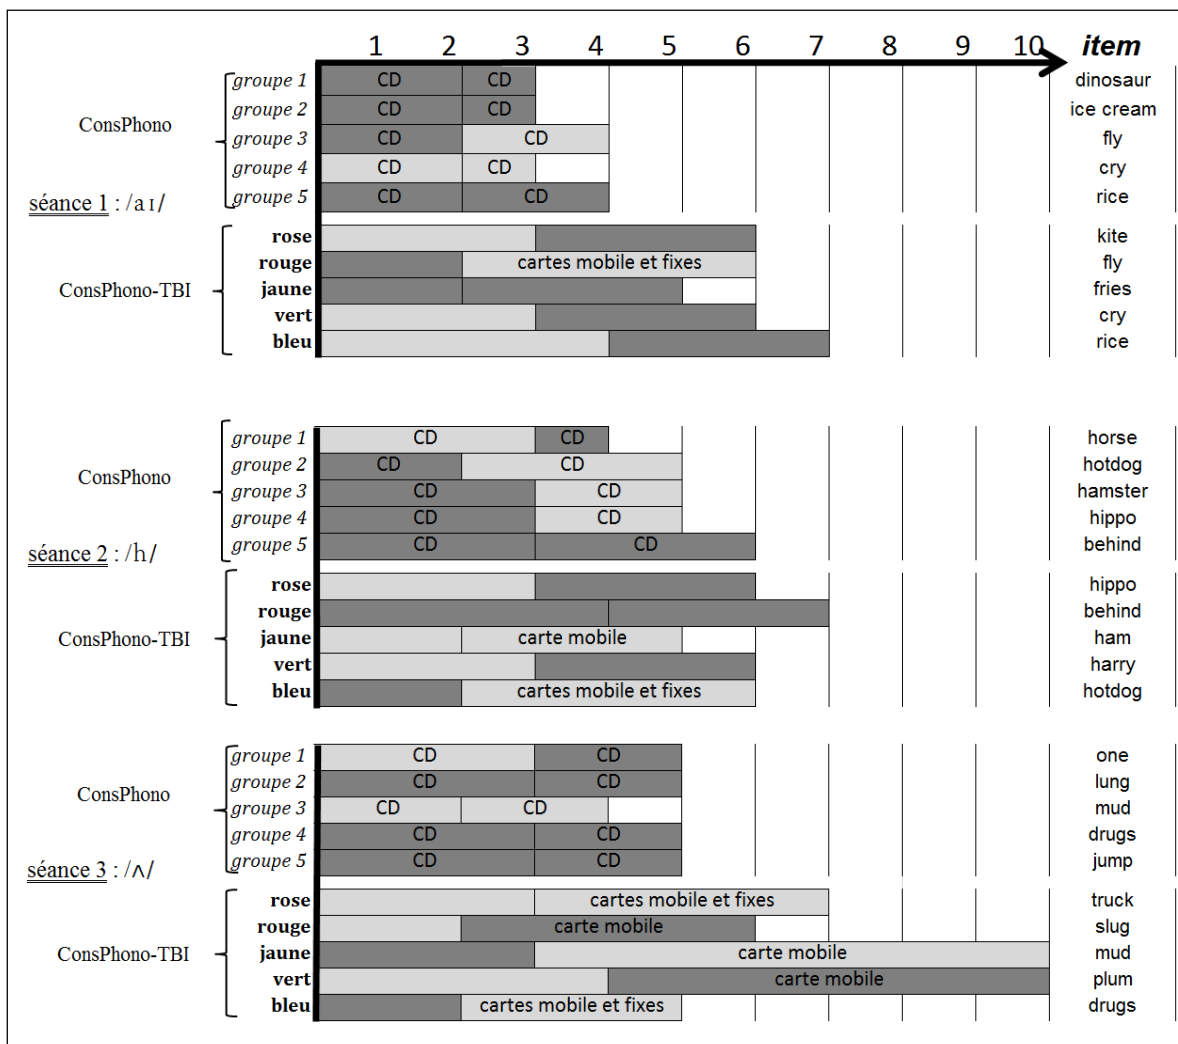 1 2 3 4 5 6 7 8 9 10 item
groupe 1 CD CD dinosaur
groupe 2 CD CD ice cream
ConsPhono
groupe 3 CD CD fly
groupe 4 CD CD cry
groupe 5 CD CD rice
séance 1 : /aɪ/
rose kite
rouge cartes mobile et fixes fly
ConsPhono-TBI
jaune fries
vert cry
bleu rice
groupe 1 CD CD horse
groupe 2 CD CD hotdog
ConsPhono
groupe 3 CD CD hamster
groupe 4 CD CD hippo
groupe 5 CD CD behind
séance 2 : /h/
rose hippo
rouge behind
ConsPhono-TBI
jaune carte mobile ham
vert harry
bleu cartes mobile et fixes hotdog
groupe 1 CD CD one
groupe 2 CD CD lung
ConsPhono
groupe 3 CD CD mud
groupe 4 CD CD drugs
groupe 5 CD CD jump
séance 3 : /ʌ/
rose cartes mobile et fixes truck
rouge carte mobile slug
ConsPhono-TBI
jaune carte mobile mud
vert carte mobile plum
bleu cartes mobile et fixes drugs